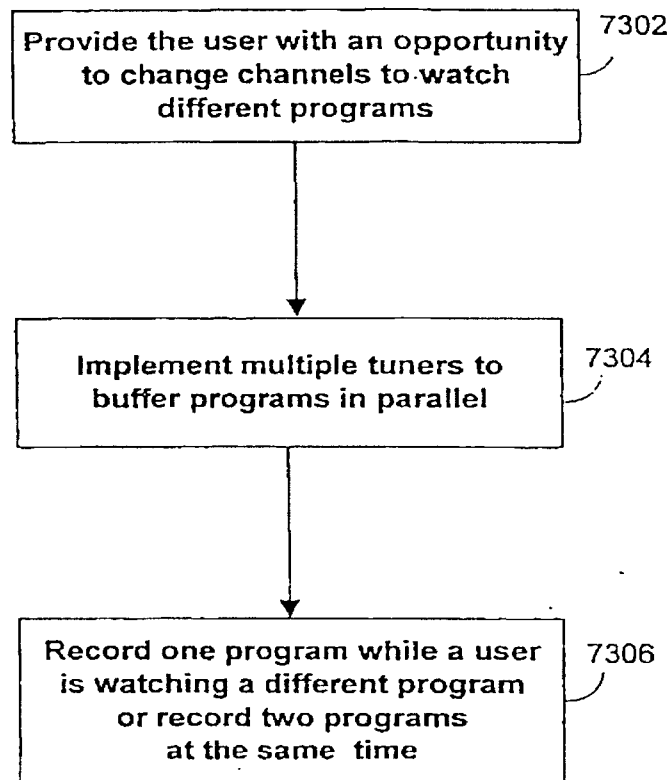 Provide the user with an opportunity
to change channels to watch
different programs
7302
Implement multiple tuners to
buffer programs in parallel
7304
Record one program while a user
is watching a different program
or record two programs
at the same time
7306